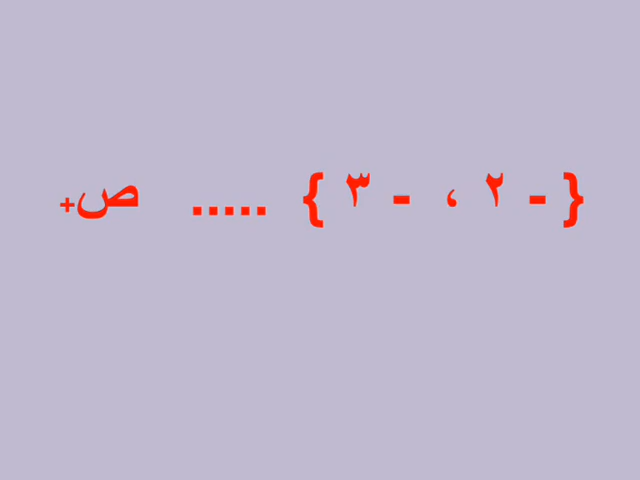 { - ٢ ، - ٣ } ..... ص+